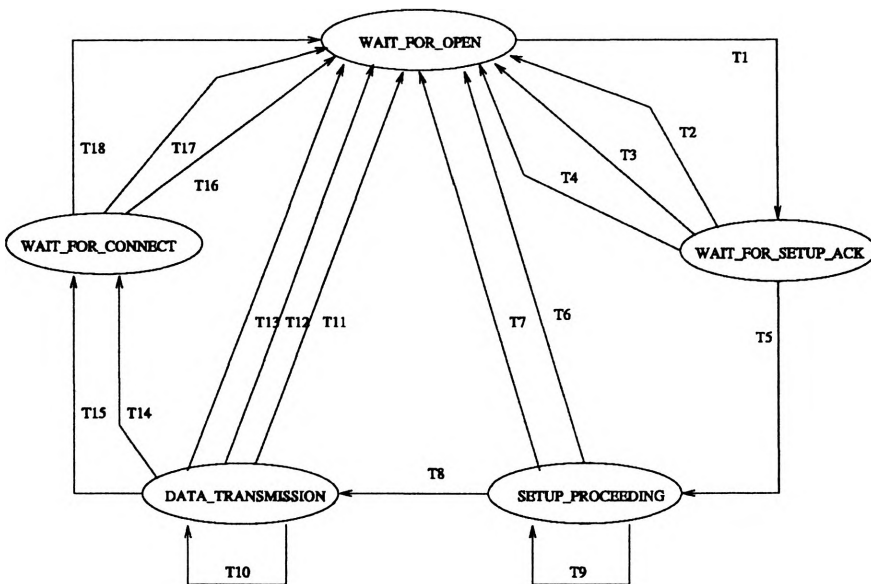 WAIT_FOR_OPEN
T1
T2
T3
T4
T18
T17
T16
WAIT_FOR_CONNECT
WAIT_FOR_SETUP_ACK
T13
T12
T11
T7
T6
T5
T15
T14
T8
DATA_TRANSMISSION
SETUP_PROCEEDING
T10
T9